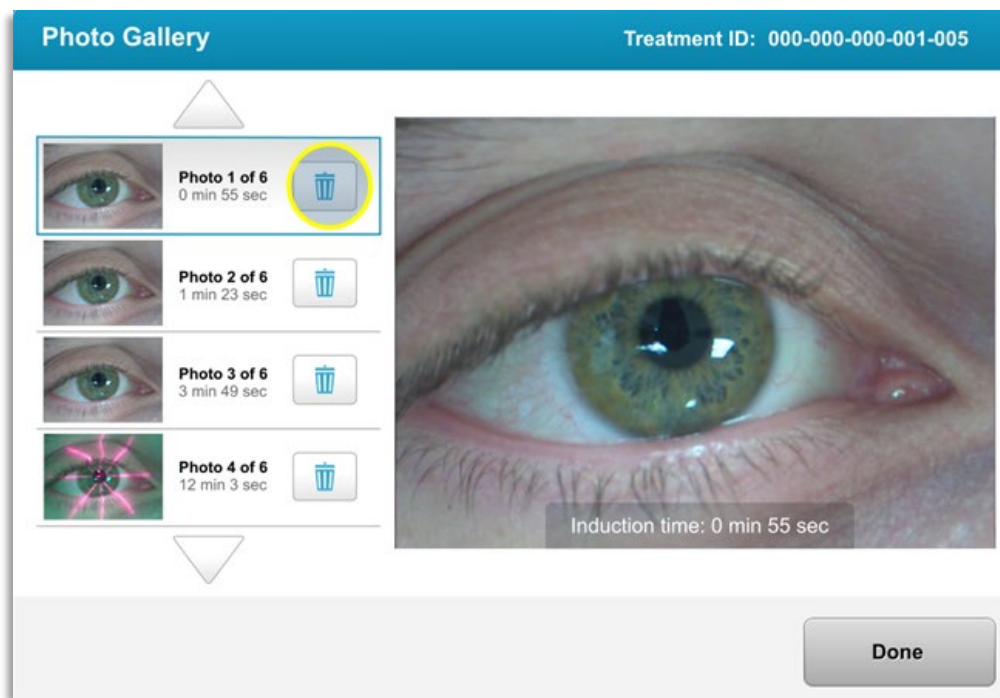 Photo Gallery
Treatment ID: 000-000-000-001-005
Photo 1 of 6
0 min 55 sec
Photo 2 of 6
1 min 23 sec
Photo 3 of 6
3 min 49 sec
Photo 4 of 6
12 min 3 sec
Induction time: 0 min 55 sec
Done